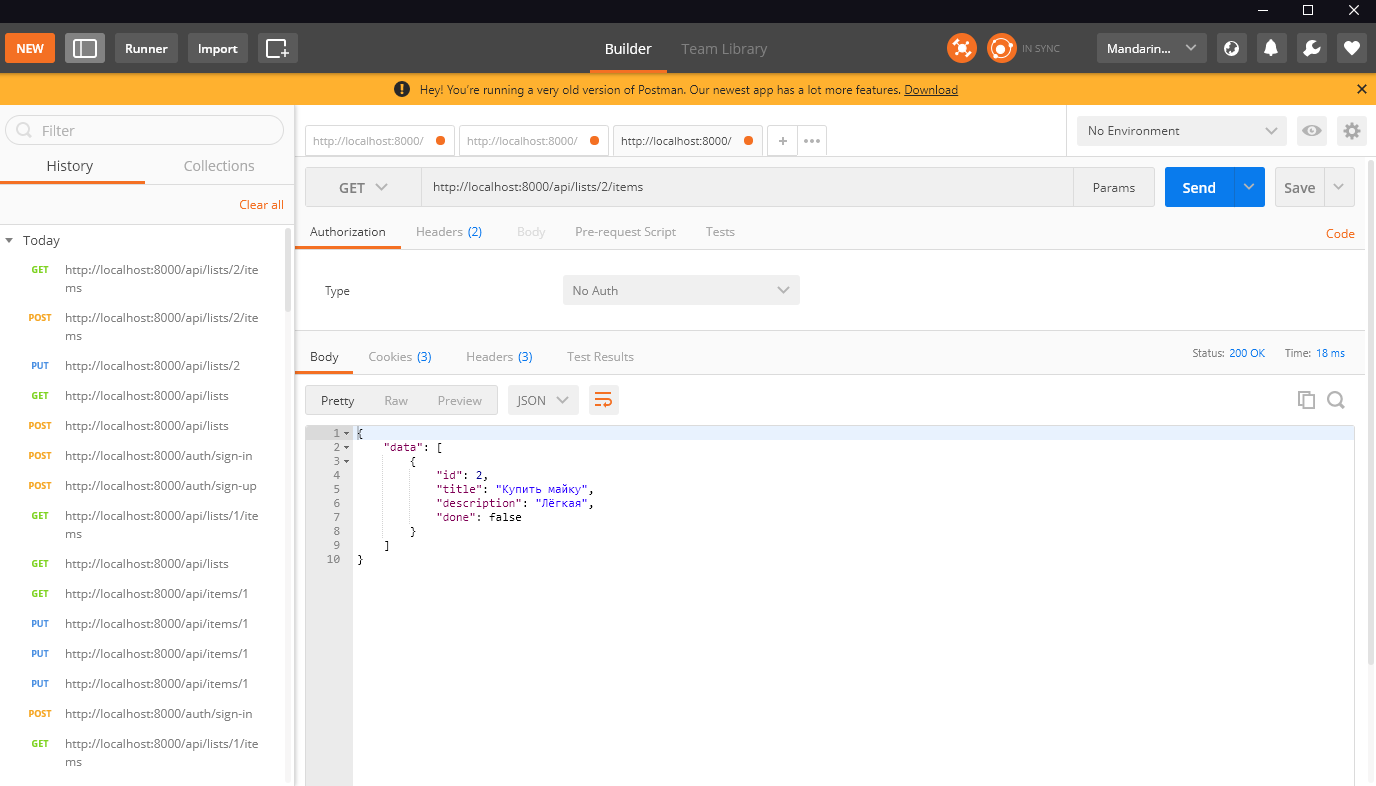 NEW Runner Import Builder Team Library IN SYNC Mandarin...
Hey! You're running a very old version of Postman. Our newest app has a lot more features. Download
Filter
History Collections
Clear all
Today
GET http://localhost:8000/api/lists/2/ite
ms
POST http://localhost:8000/api/lists/2/ite
ms
PUT http://localhost:8000/api/lists/2
GET http://localhost:8000/api/lists
POST http://localhost:8000/api/lists
POST http://localhost:8000/auth/sign-in
POST http://localhost:8000/auth/sign-up
GET http://localhost:8000/api/lists/1/ite
ms
GET http://localhost:8000/api/lists
GET http://localhost:8000/api/items/1
PUT http://localhost:8000/api/items/1
PUT http://localhost:8000/api/items/1
PUT http://localhost:8000/api/items/1
POST http://localhost:8000/auth/sign-in
GET http://localhost:8000/api/lists/1/ite
ms
http://localhost:8000/ http://localhost:8000/ http://localhost:8000/ + •••
No Environment
GET http://localhost:8000/api/lists/2/items Params Send Save
Authorization Headers (2) Body Pre-request Script Tests Code
Type No Auth
Body Cookies (3) Headers (3) Test Results Status: 200 OK Time: 18 ms
Pretty Raw Preview JSON
1 {
2 "data": [
3 {
4 "id": 2,
5 "title": "Купить майку",
6 "description": "Лёгкая",
7 "done": false
8 }
9 ]
10 }